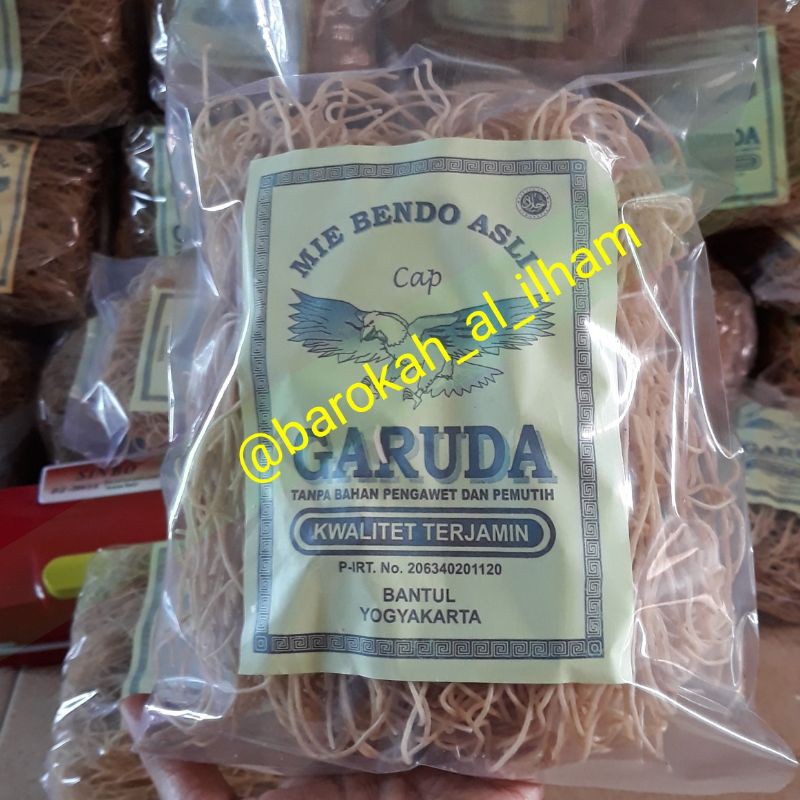 MIE BENDO ASLI
Cap
@barokah_al_ilham
GARUDA
TANPA BAHAN PENGAWET DAN PEMUTIH
KWALITET TERJAMIN
P-IRT. No. 206340201120
BANTUL
YOGYAKARTA